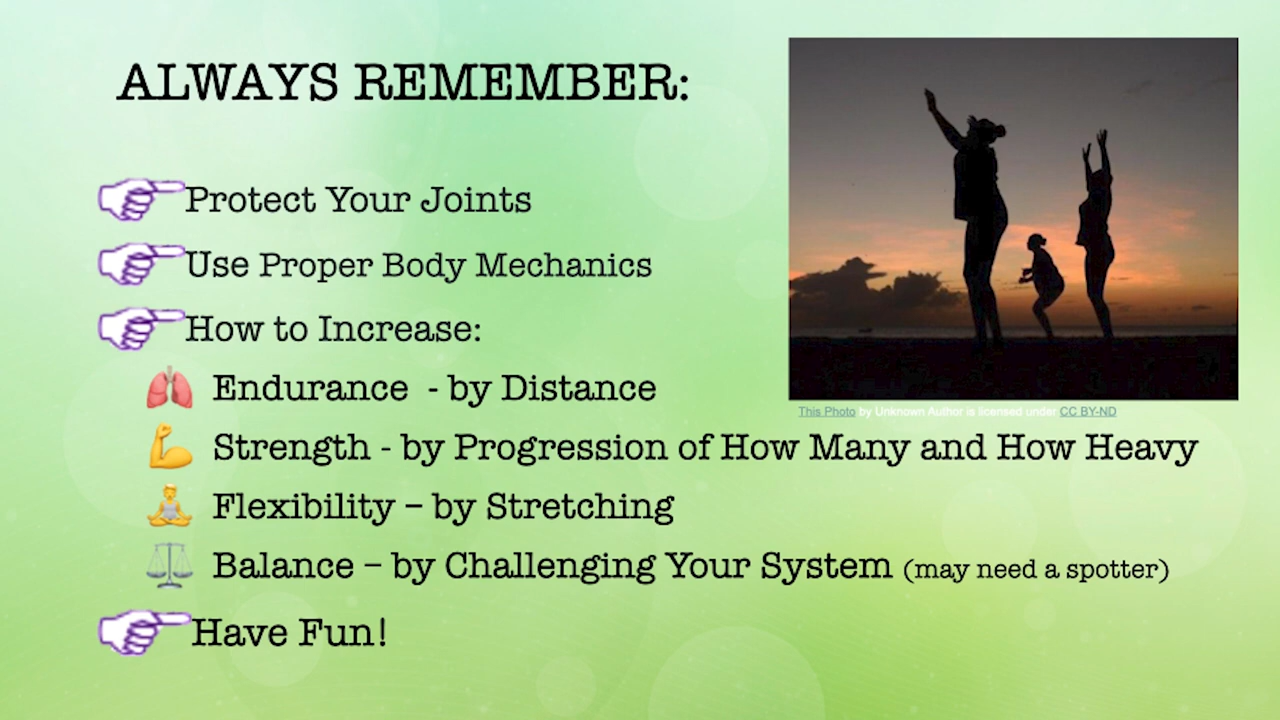 ALWAYS REMEMBER:
Protect Your Joints
Use Proper Body Mechanics
How to Increase:
Endurance - by Distance
This Photo by Unknown Author is licensed under CC BY-ND
Strength - by Progression of How Many and How Heavy
Flexibility – by Stretching
Balance – by Challenging Your System (may need a spotter)
Have Fun!